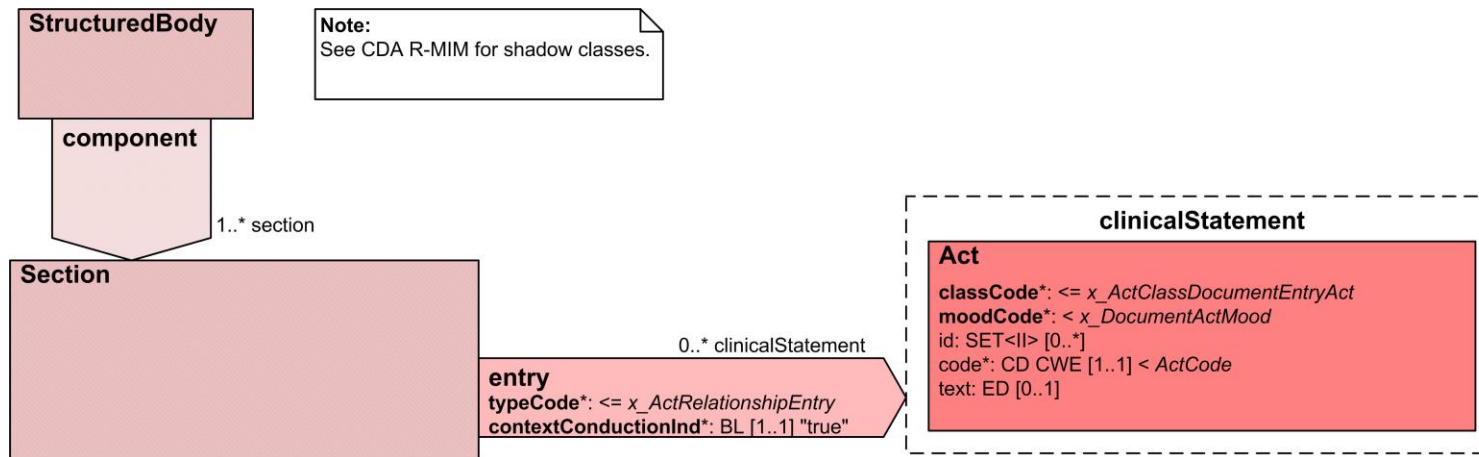 StructuredBody
Note:
See CDA R-MIM for shadow classes.
component
1..* section
Section
clinicalStatement
Act
classCode*: <= x_ActClassDocumentEntryAct
moodCode*: < x_DocumentActMood
id: SET<II> [0..*]
code*: CD CWE [1..1] < ActCode
text: ED [0..1]
0..* clinicalStatement
entry
typeCode*: <= x_ActRelationshipEntry
contextConductionInd*: BL [1..1] "true"